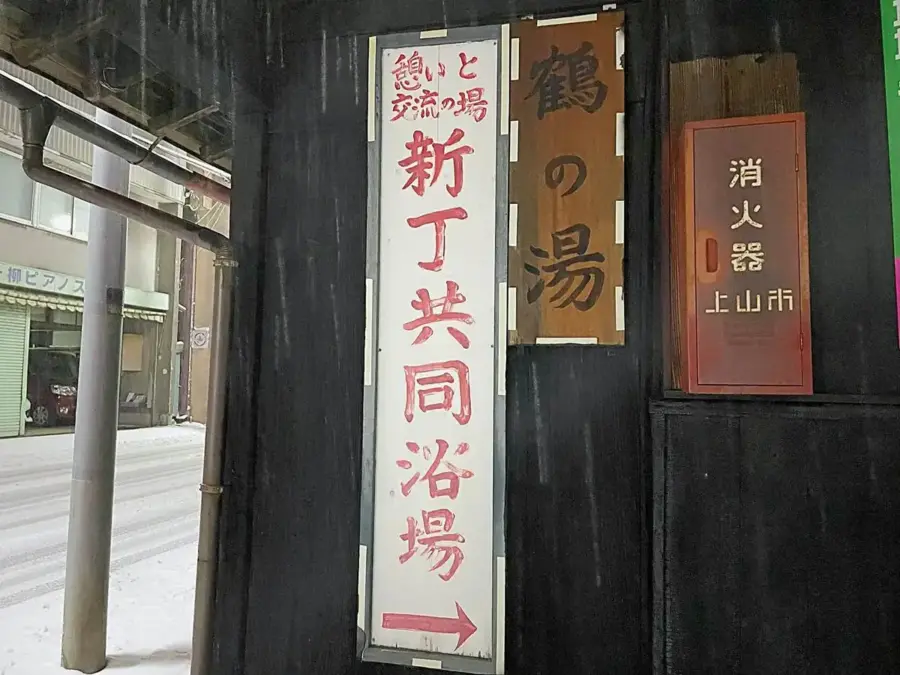 憩いと
交流の場
新丁共同浴場
鶴の湯
消火器
上山市
柳ピアノス